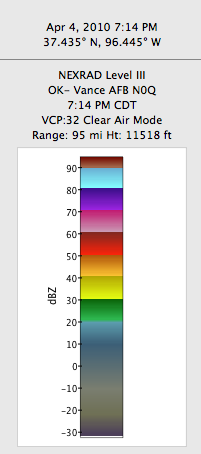 Apr 4, 2010 7:14 PM
37.435° N, 96.445° W
NEXRAD Level III
OK- Vance AFB N0Q
7:14 PM CDT
VCP:32 Clear Air Mode
Range: 95 mi Ht: 11518 ft
90
80
70
60
50
40
dBZ
30
20
10
0
-10
-20
-30